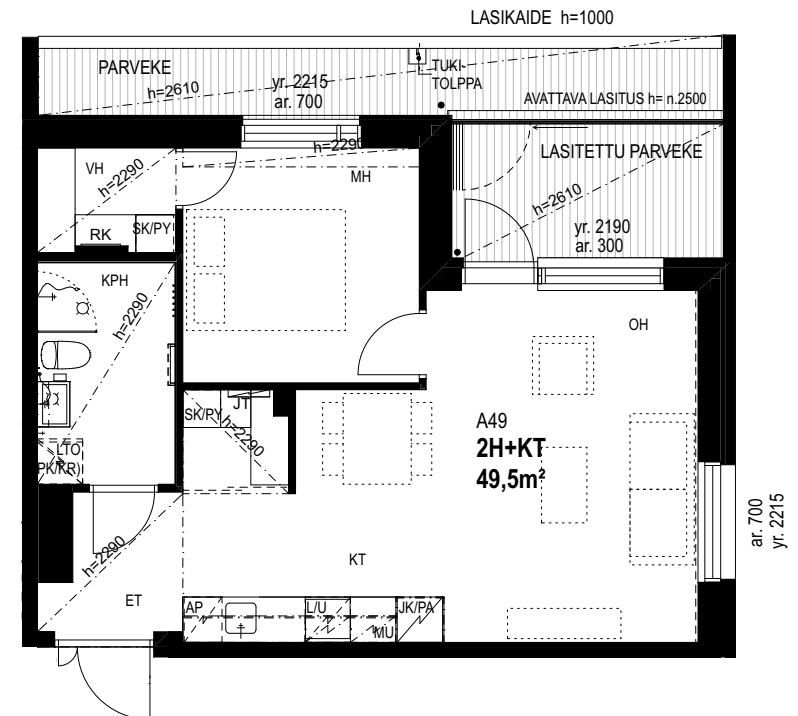 LASIKAIDE h=1000
PARVEKE
h=2610
yr. 2215
ar. 700
TUKI-
TOLPPA
AVATTAVA LASITUS h= n.2500
LASITETTU PARVEKE
h=2610
yr. 2190
ar. 300
VH
h=2290
RK
SK/PY
h=2290
MH
KPH
h=2290
OH
SK/PY
JT
h=2290
A49
2H+KT
49,5m²
LTO
(PK/KR)
h=2290
ET
KT
AP
L/U
MU
JK/PA
ar. 700
yr. 2215